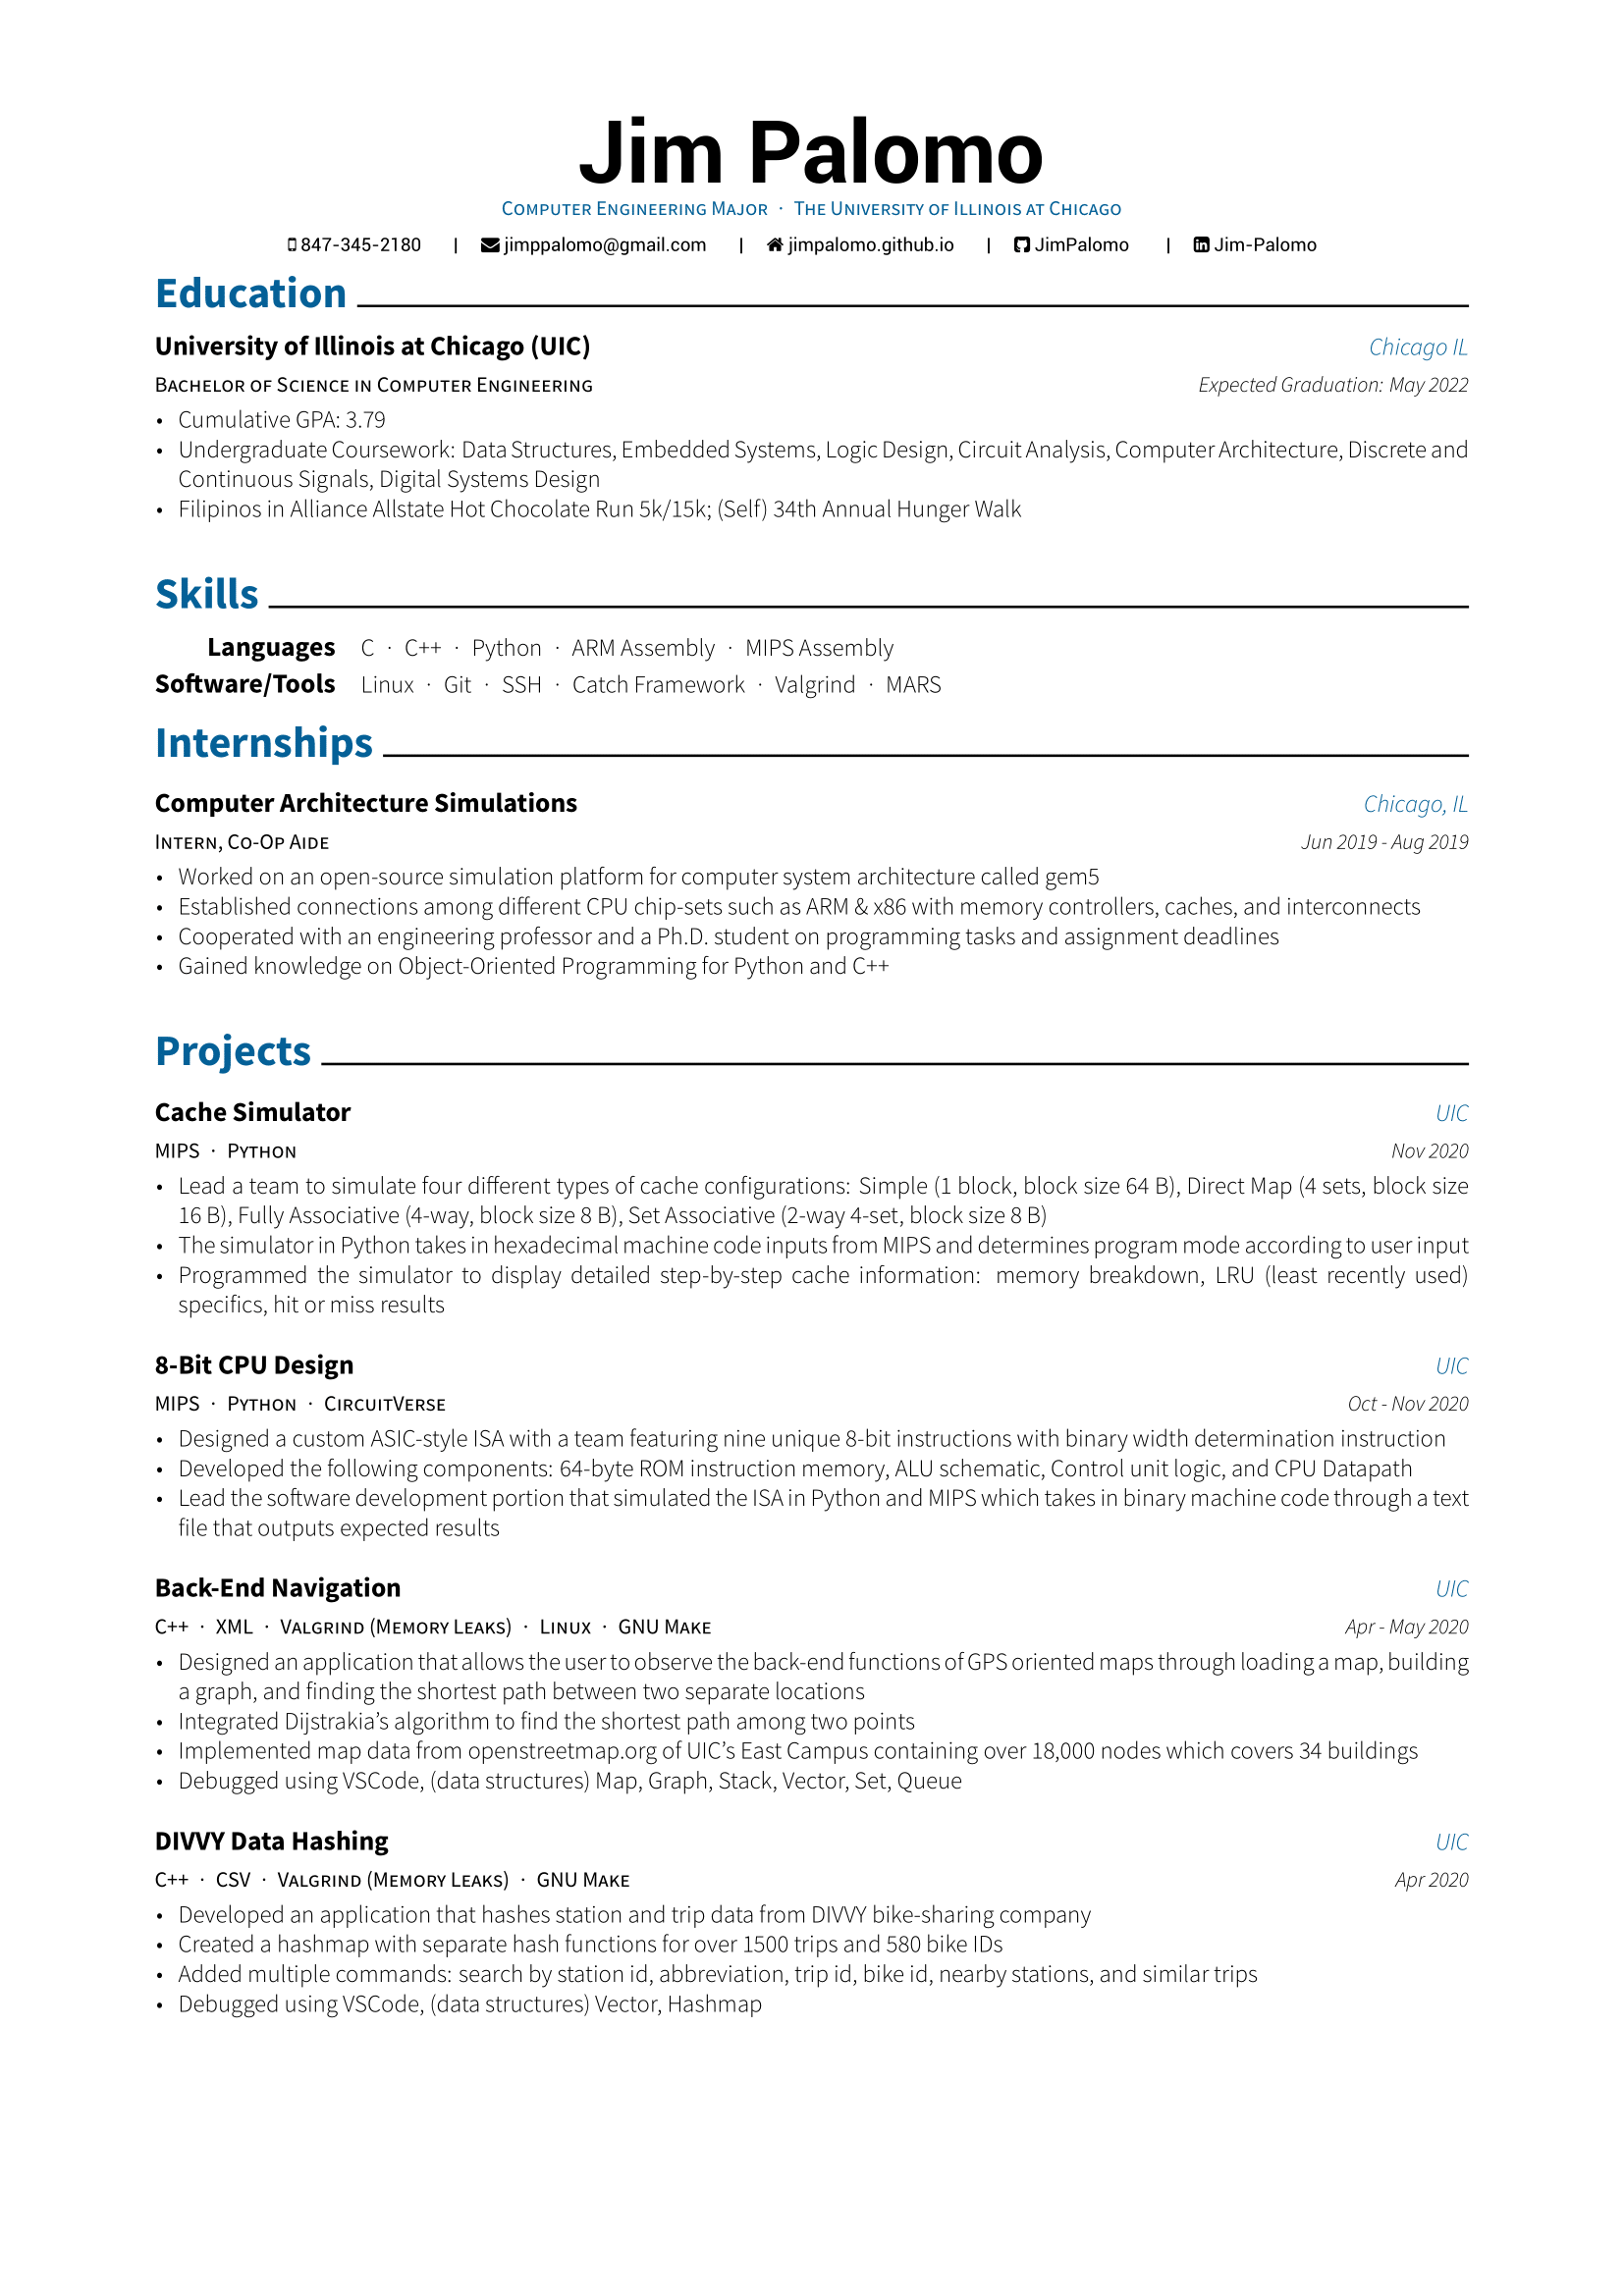 Jim Palomo
Computer Engineering Major · The University of Illinois at Chicago
847-345-2180 | jimppalomo@gmail.com | jimpalomo.github.io | JimPalomo | Jim-Palomo
Education
University of Illinois at Chicago (UIC) Chicago IL
Bachelor of Science in Computer Engineering Expected Graduation: May 2022
• Cumulative GPA: 3.79
• Undergraduate Coursework: Data Structures, Embedded Systems, Logic Design, Circuit Analysis, Computer Architecture, Discrete and
Continuous Signals, Digital Systems Design
• Filipinos in Alliance Allstate Hot Chocolate Run 5k/15k; (Self) 34th Annual Hunger Walk
Skills
Languages C · C++ · Python · ARM Assembly · MIPS Assembly
Software/Tools Linux · Git · SSH · Catch Framework · Valgrind · MARS
Internships
Computer Architecture Simulations Chicago, IL
Intern, Co-Op Aide Jun 2019 - Aug 2019
• Worked on an open-source simulation platform for computer system architecture called gem5
• Established connections among different CPU chip-sets such as ARM & x86 with memory controllers, caches, and interconnects
• Cooperated with an engineering professor and a Ph.D. student on programming tasks and assignment deadlines
• Gained knowledge on Object-Oriented Programming for Python and C++
Projects
Cache Simulator UIC
MIPS · Python Nov 2020
• Lead a team to simulate four different types of cache configurations: Simple (1 block, block size 64 B), Direct Map (4 sets, block size
16 B), Fully Associative (4-way, block size 8 B), Set Associative (2-way 4-set, block size 8 B)
• The simulator in Python takes in hexadecimal machine code inputs from MIPS and determines program mode according to user input
• Programmed the simulator to display detailed step-by-step cache information: memory breakdown, LRU (least recently used)
specifics, hit or miss results
8-Bit CPU Design UIC
MIPS · Python · CircuitVerse Oct - Nov 2020
• Designed a custom ASIC-style ISA with a team featuring nine unique 8-bit instructions with binary width determination instruction
• Developed the following components: 64-byte ROM instruction memory, ALU schematic, Control unit logic, and CPU Datapath
• Lead the software development portion that simulated the ISA in Python and MIPS which takes in binary machine code through a text
file that outputs expected results
Back-End Navigation UIC
C++ · XML · Valgrind (Memory Leaks) · Linux · GNU Make Apr - May 2020
• Designed an application that allows the user to observe the back-end functions of GPS oriented maps through loading a map, building
a graph, and finding the shortest path between two separate locations
• Integrated Dijstrakia's algorithm to find the shortest path among two points
• Implemented map data from openstreetmap.org of UIC's East Campus containing over 18,000 nodes which covers 34 buildings
• Debugged using VSCode, (data structures) Map, Graph, Stack, Vector, Set, Queue
DIVVY Data Hashing UIC
C++ · CSV · Valgrind (Memory Leaks) · GNU Make Apr 2020
• Developed an application that hashes station and trip data from DIVVY bike-sharing company
• Created a hashmap with separate hash functions for over 1500 trips and 580 bike IDs
• Added multiple commands: search by station id, abbreviation, trip id, bike id, nearby stations, and similar trips
• Debugged using VSCode, (data structures) Vector, Hashmap